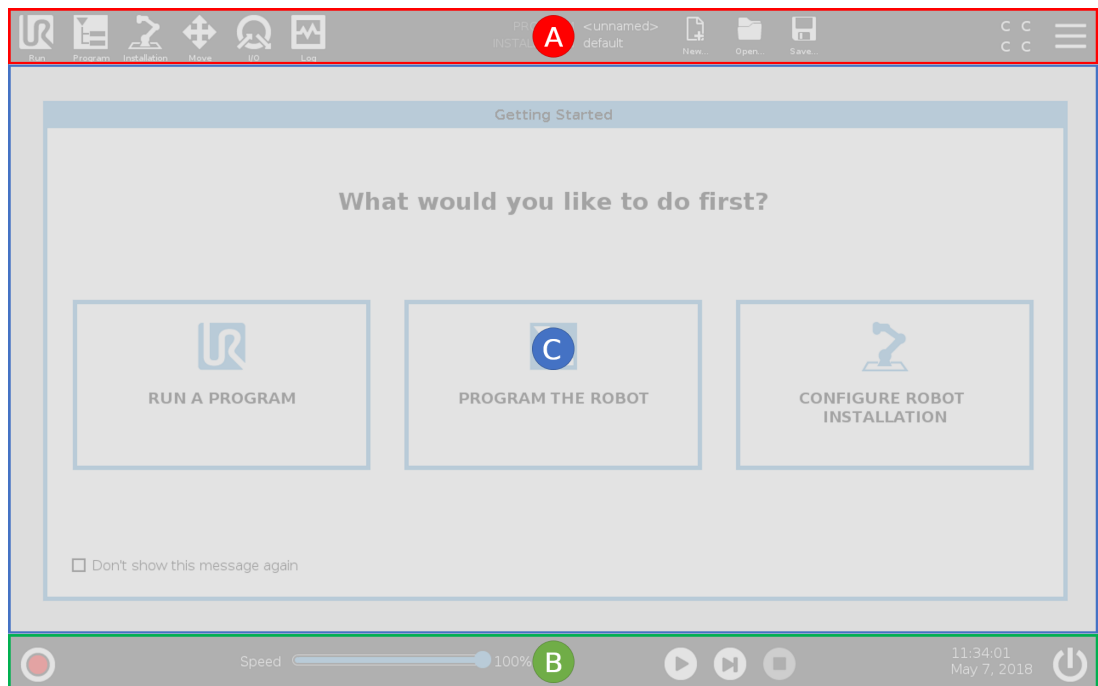 PR <unnamed>
INSTAL default
A
Run Program Installation Move I/O Log
New... Open... Save...
C C
C C
Getting Started
What would you like to do first?
C
RUN A PROGRAM
PROGRAM THE ROBOT
CONFIGURE ROBOT
INSTALLATION
Don't show this message again
Speed
100%
B
11:34:01
May 7, 2018